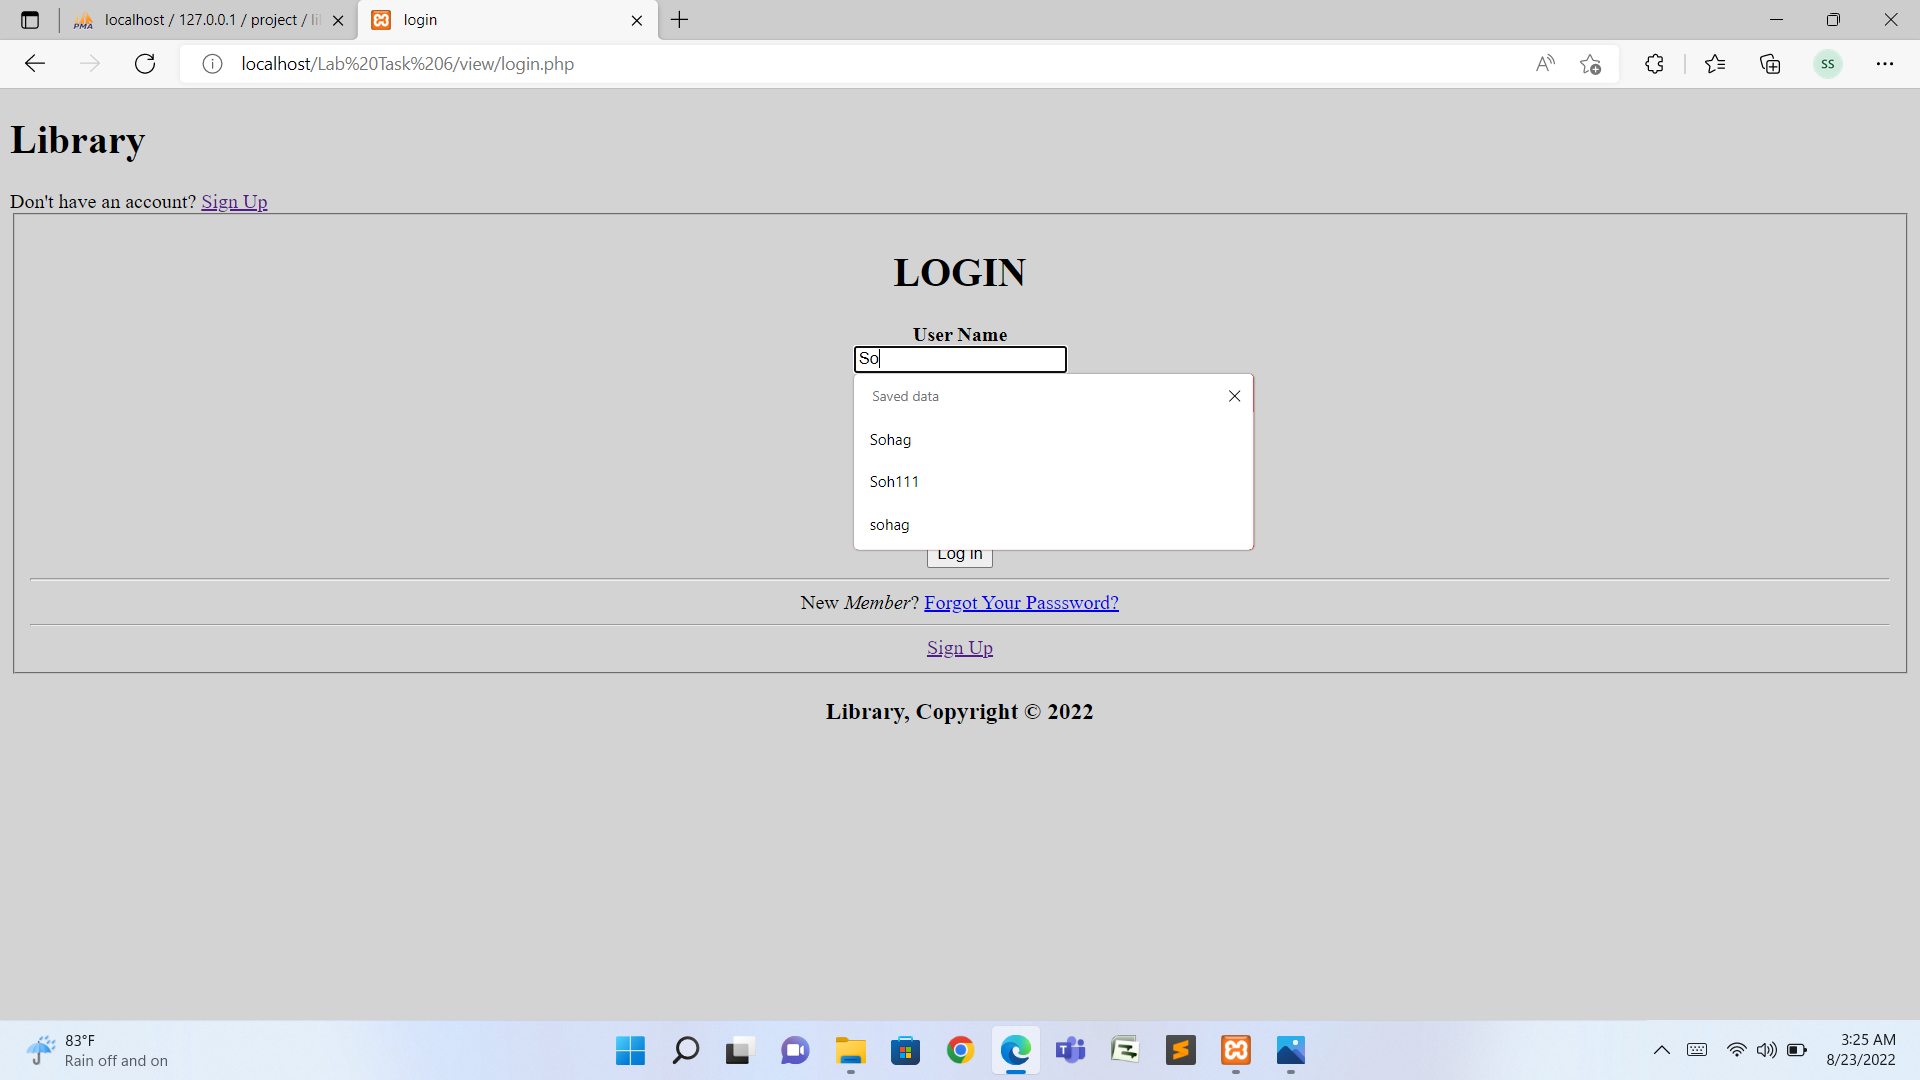 localhost / 127.0.0.1 / project / li
login
localhost/Lab%20Task%206/view/login.php
SS
Library
Don't have an account? Sign Up
LOGIN
User Name
So
Saved data
Sohag
Soh111
sohag
Log in
New Member? Forgot Your Passsword?
Sign Up
Library, Copyright © 2022
83°F
Rain off and on
3:25 AM
8/23/2022